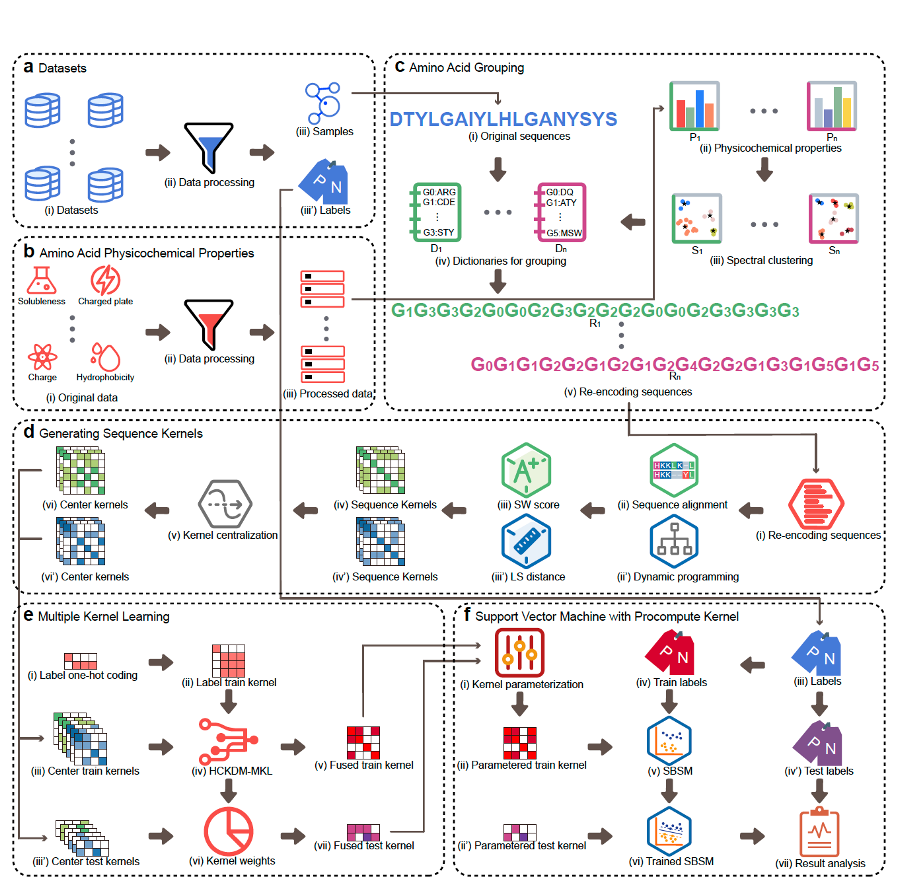 a Datasets
(i) Datasets
(ii) Data processing
(iii) Samples
P N
(iii') Labels
b Amino Acid Physicochemical Properties
Solubleness
Charged plate
Charge
Hydrophobicity
(i) Original data
(ii) Data processing
(iii) Processed data
c Amino Acid Grouping
DTYLGAIYLHLGANYSYS
(i) Original sequences
P1
Pn
(ii) Physicochemical properties
S1
Sn
(iii) Spectral clustering
G0:ARG
G1:CDE
G3:STY
D1
G0:DQ
G1:ATY
G5:MSW
Dn
(iv) Dictionaries for grouping
G1G3G3G2G0G0G2G3G2G2G2G0G0G2G3G3G3G3
R1
G0G1G1G2G2G1G2G1G2G4G2G2G1G3G1G5G1G5
Rn
(v) Re-encoding sequences
d Generating Sequence Kernels
(vi) Center kernels
(v) Kernel centralization
(iv) Sequence Kernels
A+
(iii) SW score
HKKLK-L
HKK YL
(ii) Sequence alignment
(i) Re-encoding sequences
(vi') Center kernels
(iv') Sequence Kernels
(iii') LS distance
(ii') Dynamic programming
e Multiple Kernel Learning
(i) Label one-hot coding
(ii) Label train kernel
(iii) Center train kernels
(iv) HCKDM-MKL
(v) Fused train kernel
(iii') Center test kernels
(vi) Kernel weights
(vii) Fused test kernel
f Support Vector Machine with Procompute Kernel
(i) Kernel parameterization
P N
(iv) Train labels
P N
(iii) Labels
(ii) Parametered train kernel
(v) SBSM
P N
(iv') Test labels
(ii') Parametered test kernel
(vi) Trained SBSM
(vii) Result analysis